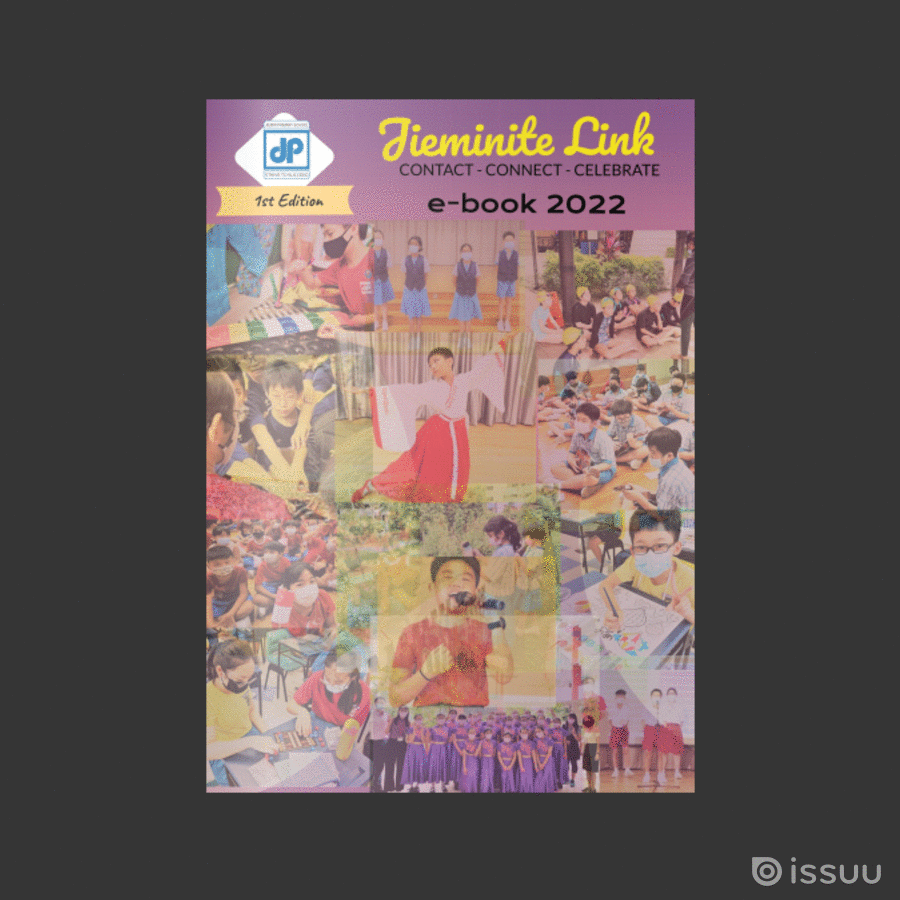 dP
1st Edition
Jieminite Link
CONTACT - CONNECT - CELEBRATE
e-book 2022
issuu